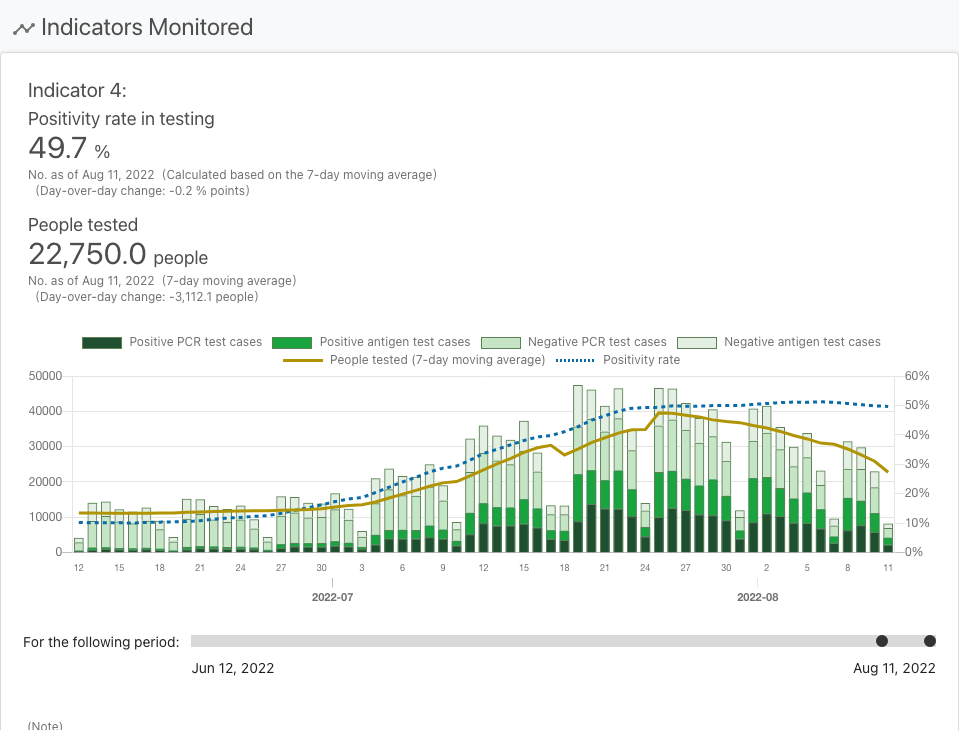 Indicators Monitored
Indicator 4:
Positivity rate in testing
49.7 %
No. as of Aug 11, 2022 (Calculated based on the 7-day moving average)
(Day-over-day change: -0.2 % points)
People tested
22,750.0 people
No. as of Aug 11, 2022 (7-day moving average)
(Day-over-day change: -3,112.1 people)
Positive PCR test cases Positive antigen test cases Negative PCR test cases Negative antigen test cases
People tested (7-day moving average) Positivity rate
50000 60%
50%
40000
40%
30000
30%
20000
20%
10000
10%
0 0%
12 15 18 21 24 27 30 3 6 9 12 15 18 21 24 27 30 2 5 8 11
2022-07 2022-08
For the following period:
Jun 12, 2022 Aug 11, 2022
(Note)